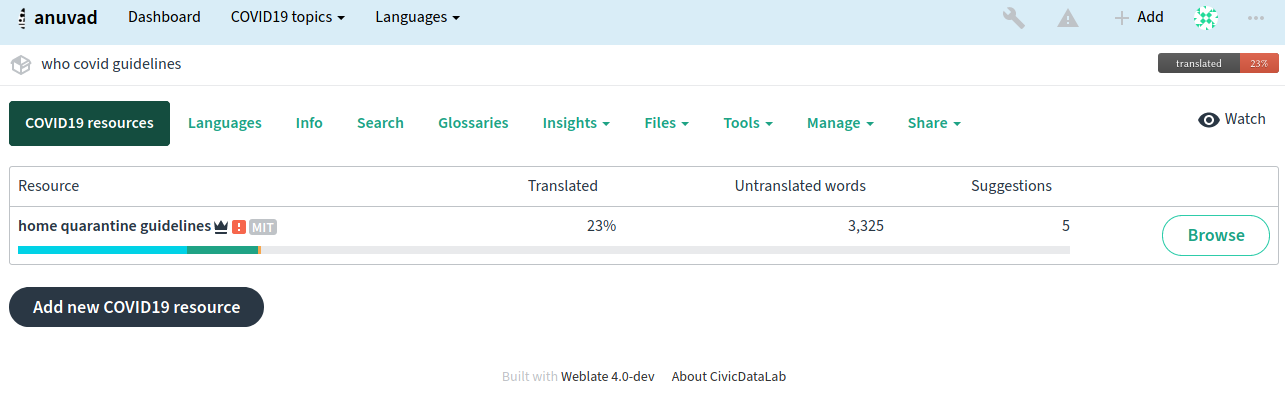 anuvad Dashboard COVID19 topics Languages Add
who covid guidelines translated 23%
COVID19 resources Languages Info Search Glossaries Insights Files Tools Manage Share Watch
Resource Translated Untranslated words Suggestions
home quarantine guidelines ! MIT 23% 3,325 5 Browse
Add new COVID19 resource
Built with Weblate 4.0-dev About CivicDataLab